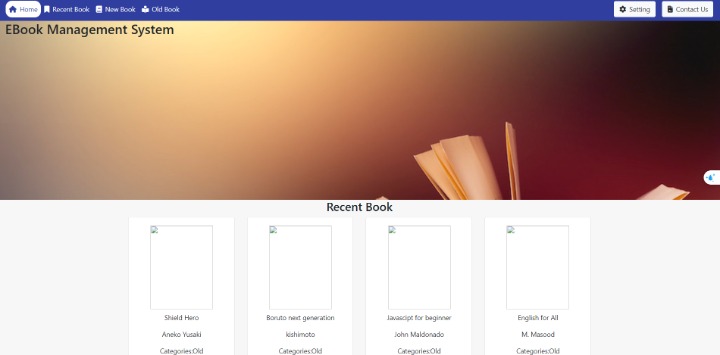 Home Recent Book New Book Old Book Setting Contact Us
EBook Management System
Recent Book
Shield Hero Boruto next generation Javascipt for beginner English for All
Aneko Yusaki kishimoto John Maldonado M. Masood
Categories:Old Categories:Old Categories:Old Categories:Old